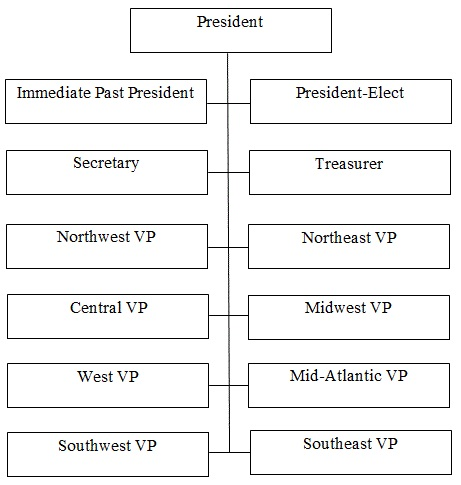 President
Immediate Past President
President-Elect
Secretary
Treasurer
Northwest VP
Northeast VP
Central VP
Midwest VP
West VP
Mid-Atlantic VP
Southwest VP
Southeast VP